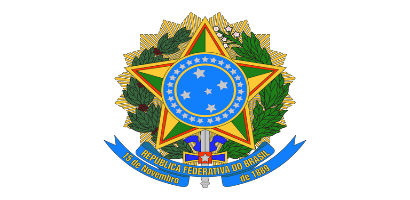 REPÚBLICA FEDERATIVA DO BRASIL
15 de Novembro
de 1889